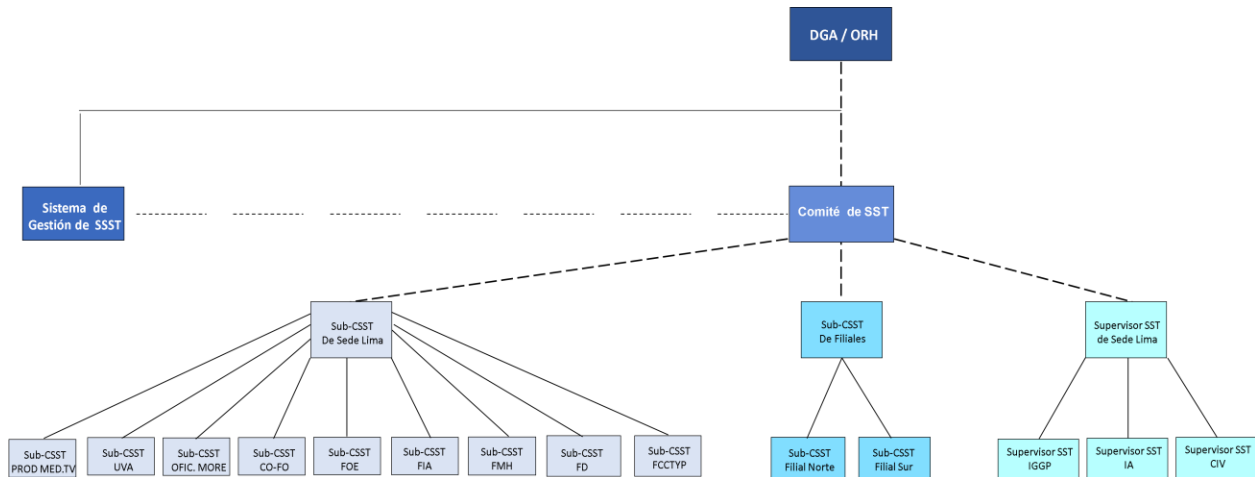 DGA / ORH
Sistema de
Gestión de SSST
Comité de SST
Sub-CSST
De Sede Lima
Sub-CSST
De Filiales
Supervisor SST
de Sede Lima
Sub-CSST
PROD MED.TV
Sub-CSST
UVA
Sub-CSST
OFIC. MORE
Sub-CSST
CO-FO
Sub-CSST
FOE
Sub-CSST
FIA
Sub-CSST
FMH
Sub-CSST
FD
Sub-CSST
FCCTYP
Sub-CSST
Filial Norte
Sub-CSST
Filial Sur
Supervisor SST
IGGP
Supervisor SST
IA
Supervisor SST
CIV